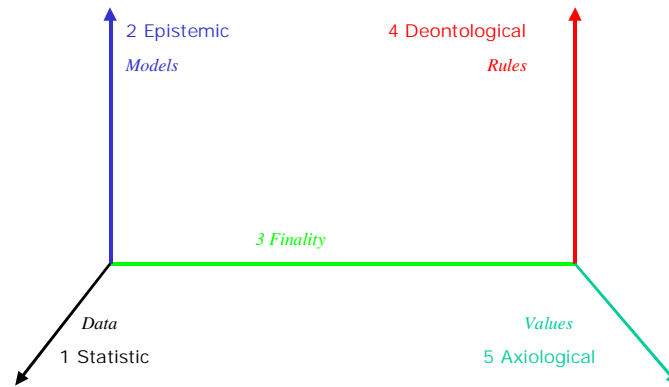 2 Epistemic
Models
4 Deontological
Rules
3 Finality
Data
1 Statistic
Values
5 Axiological